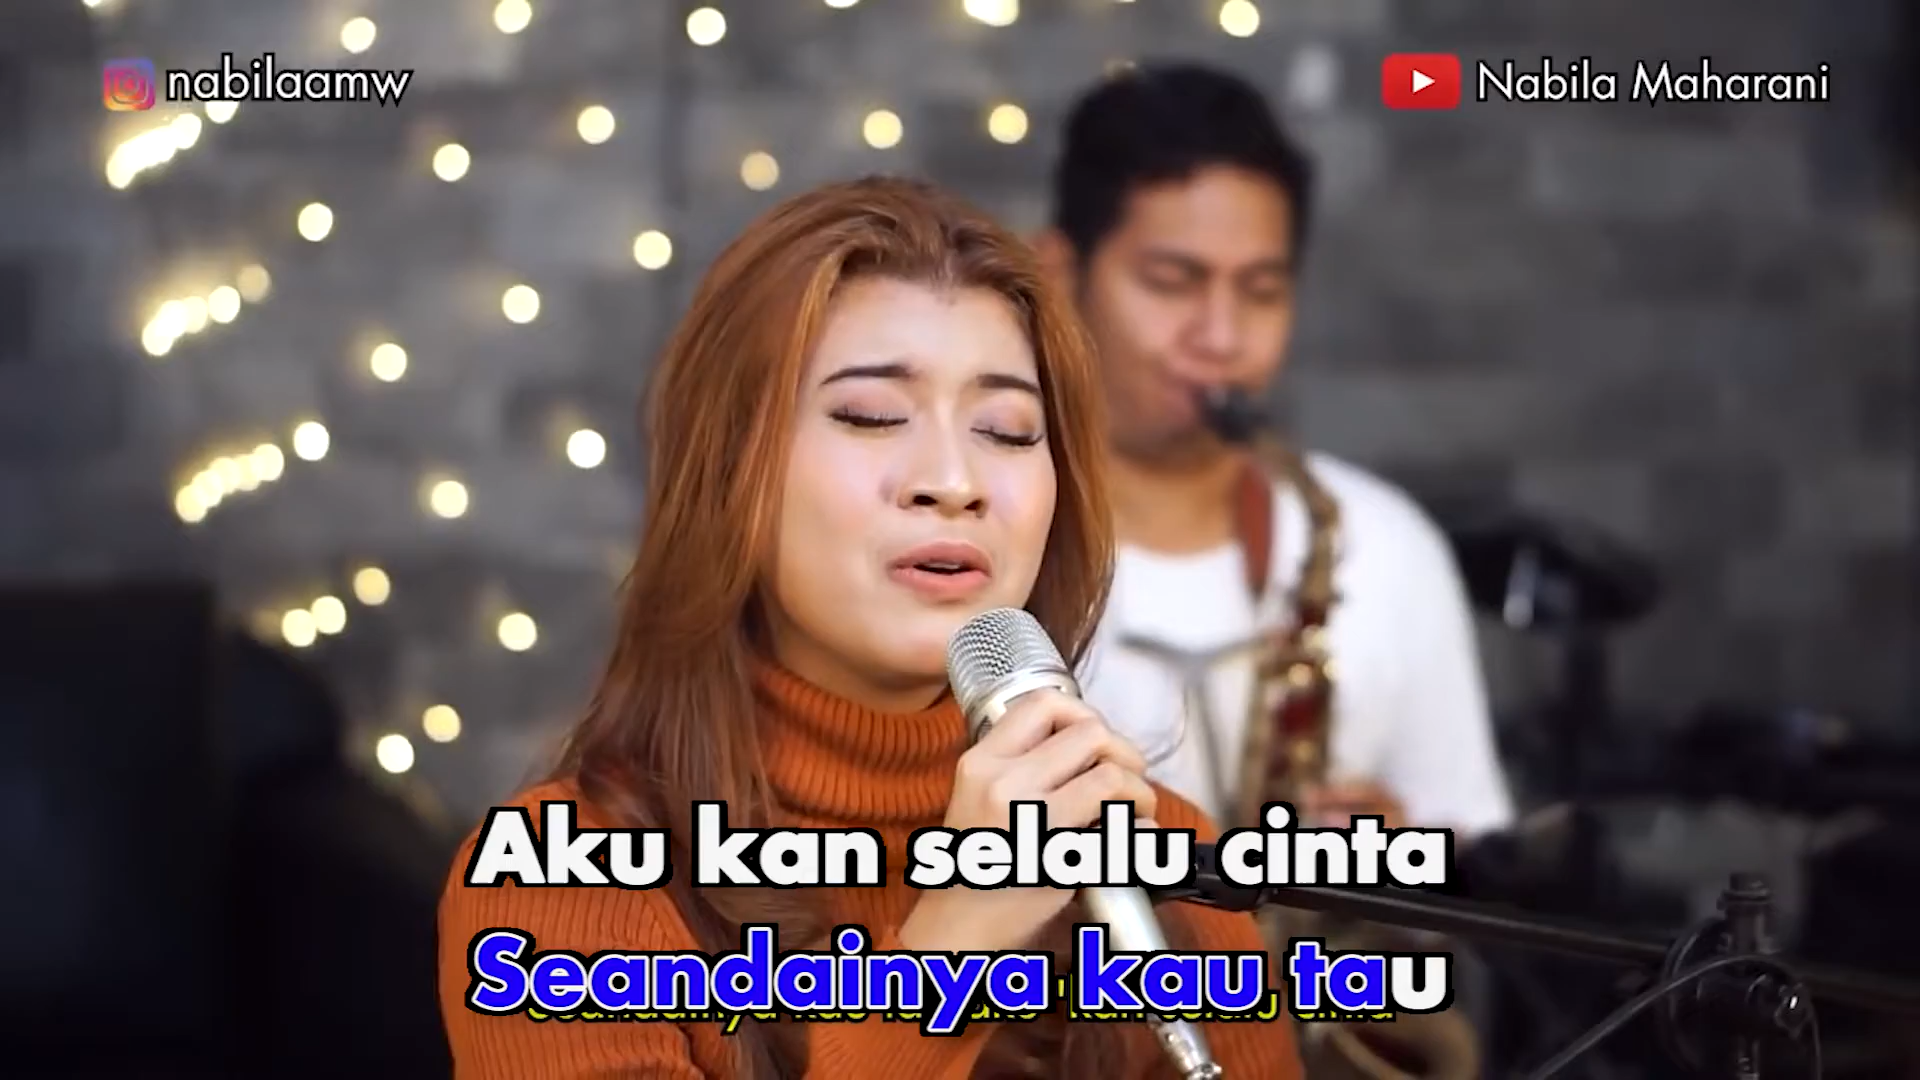 nabilaamw
Nabila Maharani
Aku kan selalu cinta
Seandainya kau tau